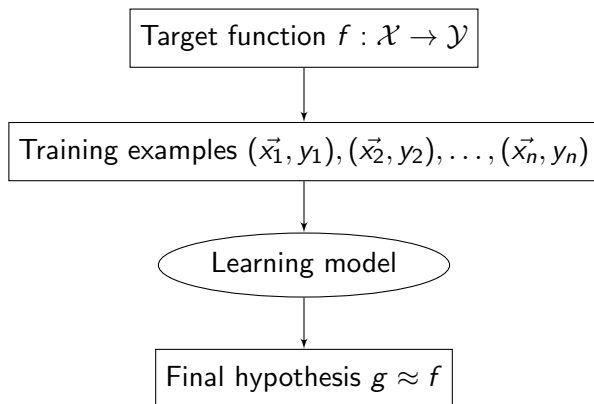 Target function f : 𝒳 → 𝒴
Training examples (x⃗₁, y₁), (x⃗₂, y₂), . . . , (x⃗ₙ, yₙ)
Learning model
Final hypothesis g ≈ f